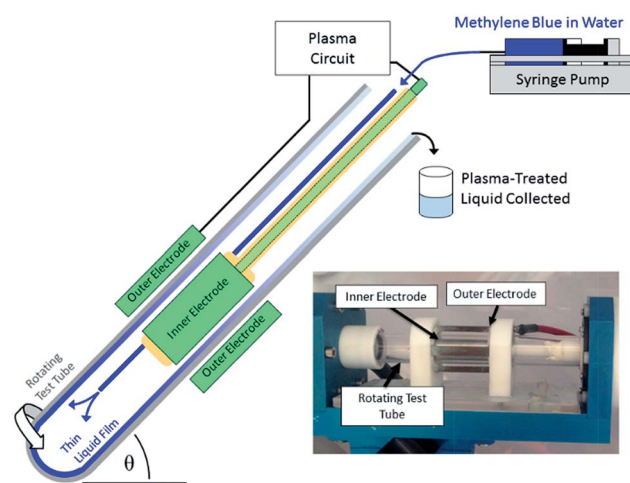 Methylene Blue in Water
Plasma
Circuit
Syringe Pump
Plasma-Treated
Liquid Collected
Outer Electrode
Inner Electrode
Outer Electrode
Inner Electrode
Outer Electrode
Rotating Test
Tube
Rotating
Test Tube
Thin
Liquid Film
θ